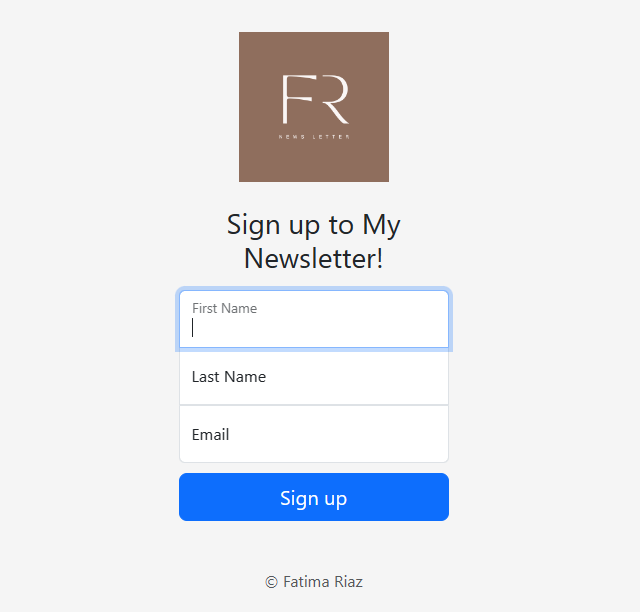 FR
NEWS LETTER
Sign up to My
Newsletter!
First Name
Last Name
Email
Sign up
© Fatima Riaz